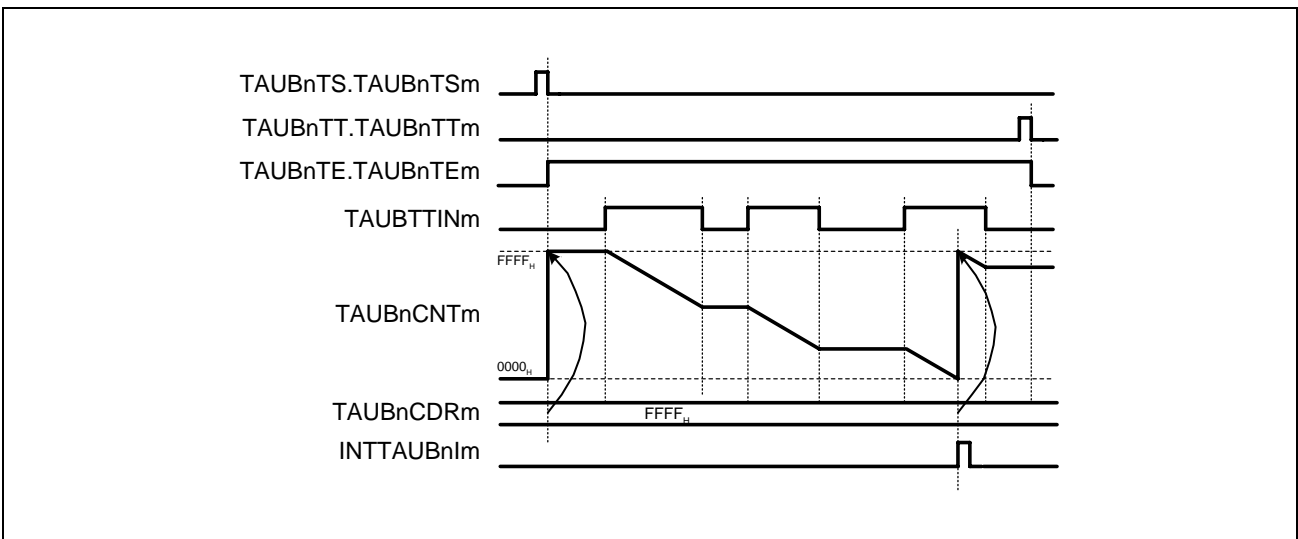 TAUBnTS.TAUBnTSm
TAUBnTT.TAUBnTTm
TAUBnTE.TAUBnTEm
TAUBTTINm
FFFFH
TAUBnCNTm
0000H
TAUBnCDRm
FFFFH
INTTAUBnIm